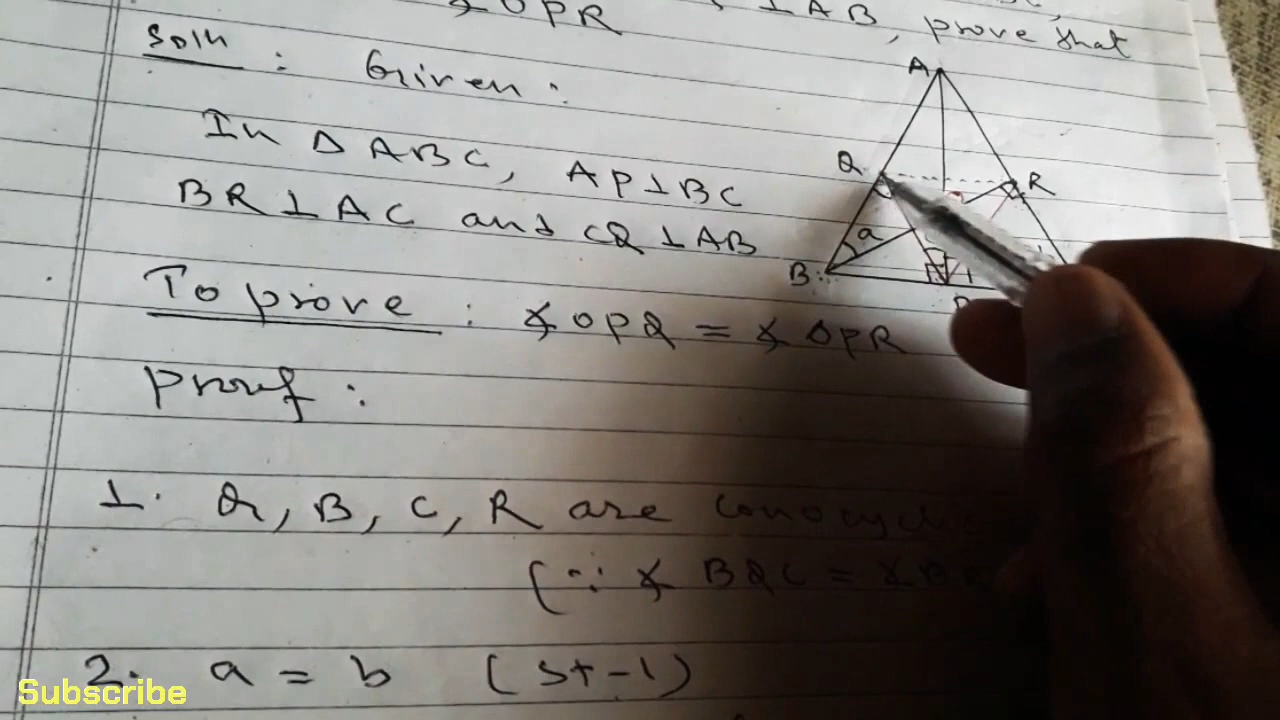 ∡OPR ⊥AB, prove that
Soln : Given :
In △ABC, AP⊥BC
BR⊥AC and CQ⊥AB
To prove : ∡OPQ = ∡OPR
Proof :
1. Q, B, C, R are concyclic
(∵ ∡BQC = ∡B
2. a = b (st-1)
A
Q
R
a
B
P
Subscribe